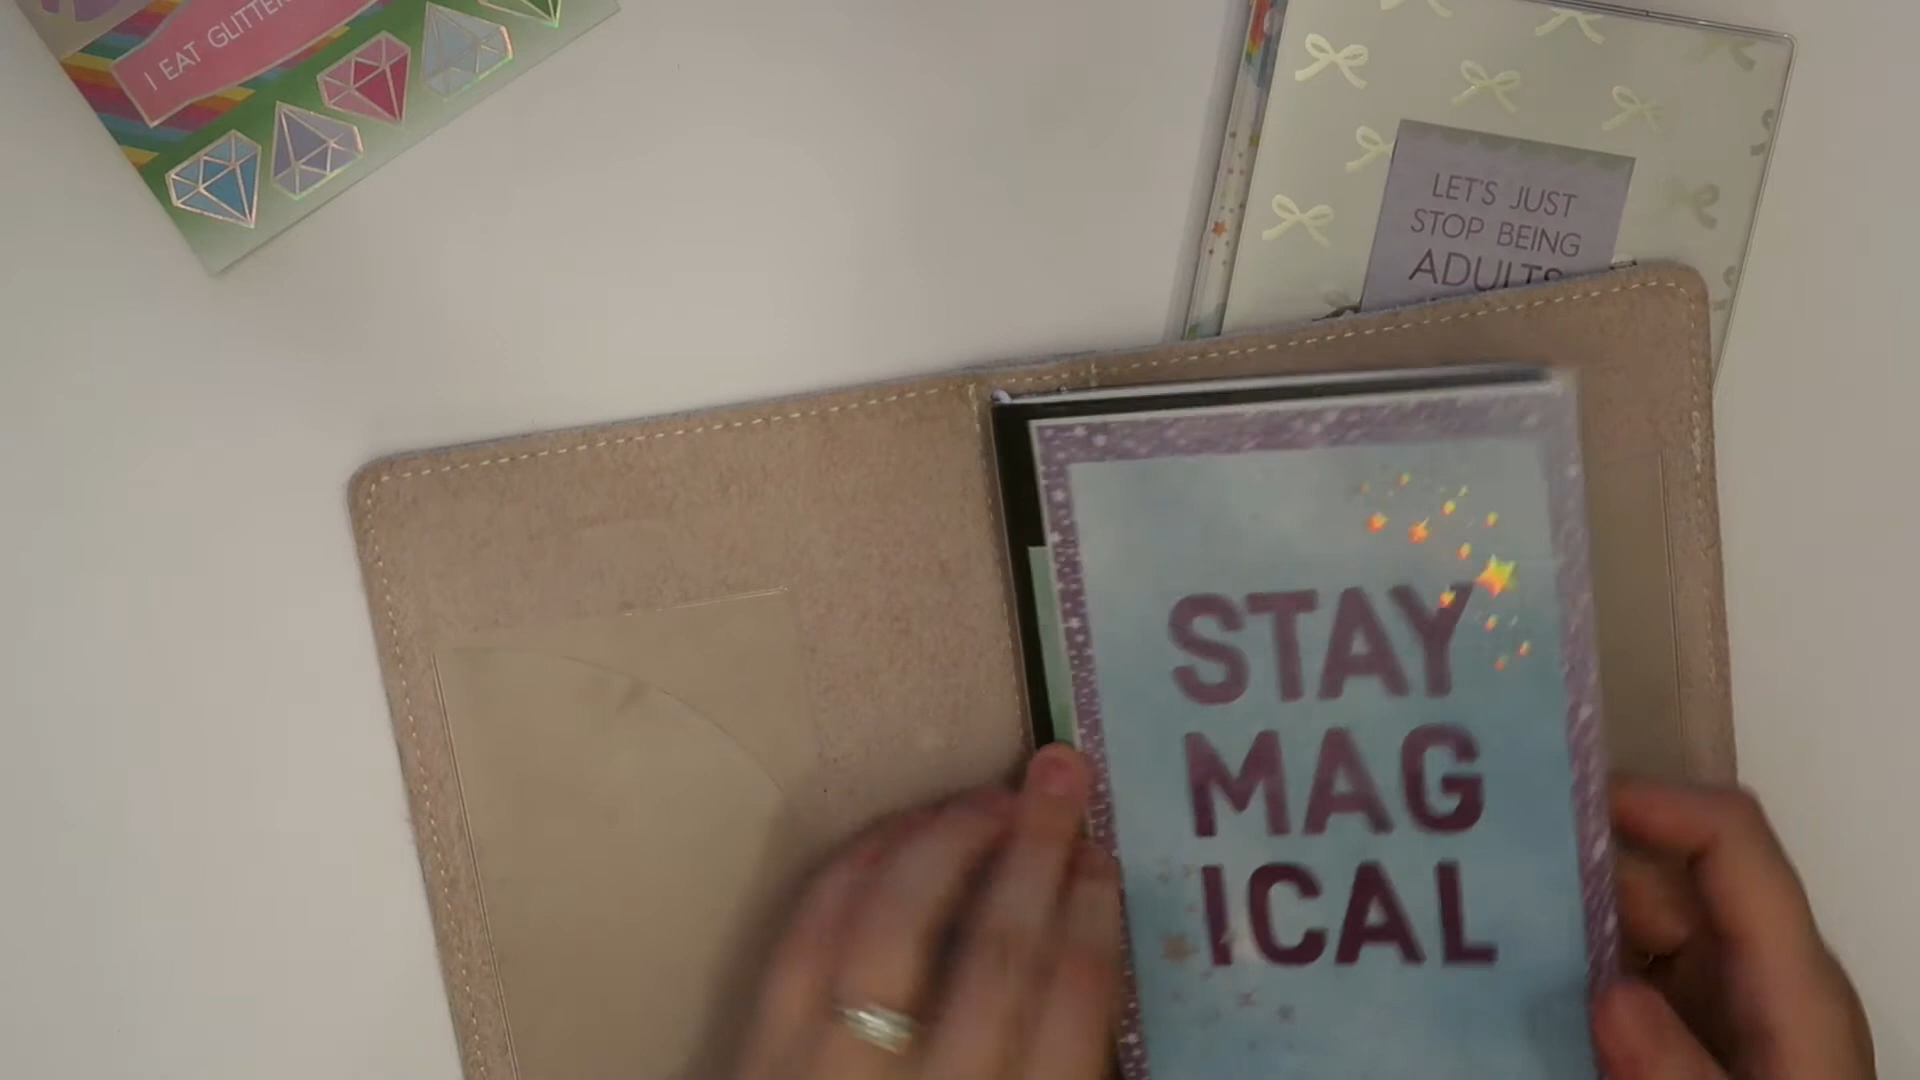 I EAT GLITTER
LET'S JUST
STOP BEING
ADULTS
STAY
MAG
ICAL